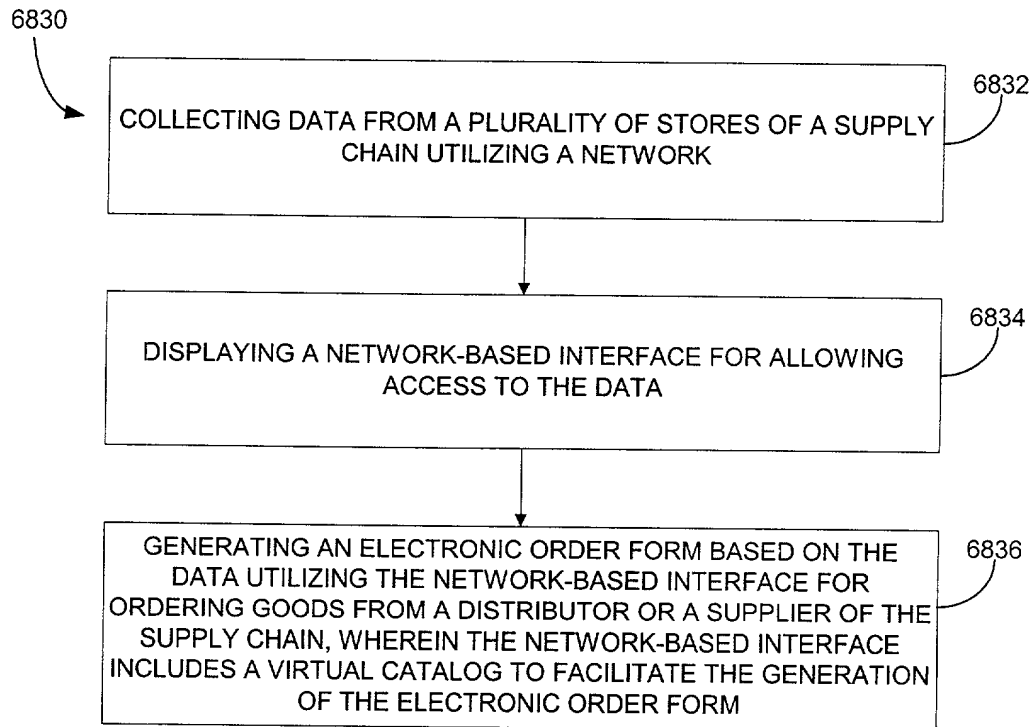 6830
6832
COLLECTING DATA FROM A PLURALITY OF STORES OF A SUPPLY
CHAIN UTILIZING A NETWORK
6834
DISPLAYING A NETWORK-BASED INTERFACE FOR ALLOWING
ACCESS TO THE DATA
6836
GENERATING AN ELECTRONIC ORDER FORM BASED ON THE
DATA UTILIZING THE NETWORK-BASED INTERFACE FOR
ORDERING GOODS FROM A DISTRIBUTOR OR A SUPPLIER OF THE
SUPPLY CHAIN, WHEREIN THE NETWORK-BASED INTERFACE
INCLUDES A VIRTUAL CATALOG TO FACILITATE THE GENERATION
OF THE ELECTRONIC ORDER FORM